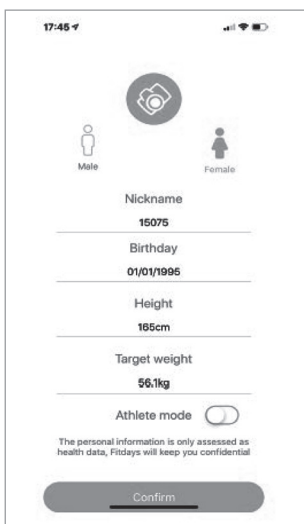 17:45
Male
Female
Nickname
15075
Birthday
01/01/1995
Height
165cm
Target weight
56.1kg
Athlete mode
The personal information is only assessed as
health data, Fitdays will keep you confidential
Confirm